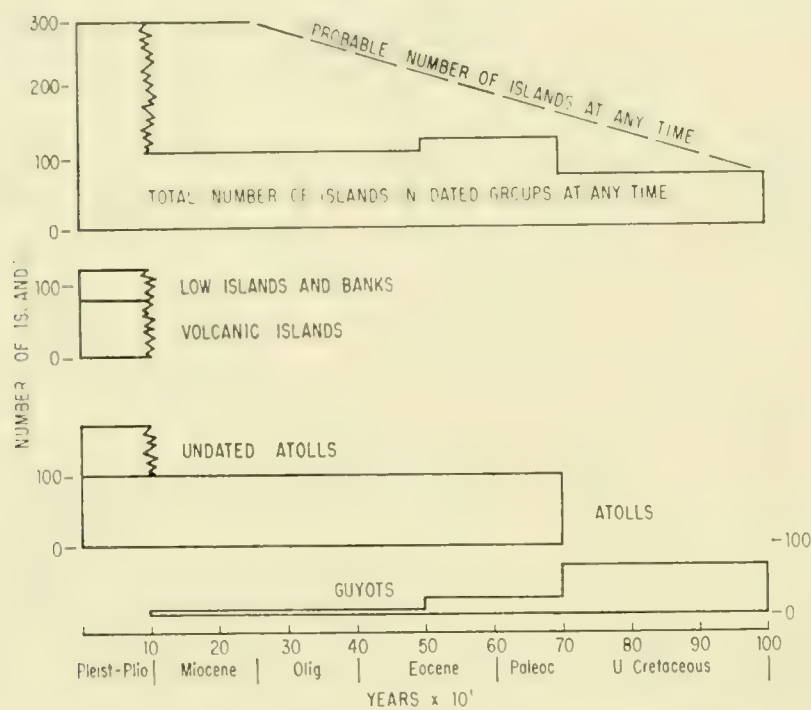 300-
200-
100-
0-
PROBABLE NUMBER OF ISLANDS AT ANY TIME
TOTAL NUMBER OF ISLANDS N DATED GROUPS AT ANY TIME
NUMBER OF IS.AND
100-
0-
LOW ISLANDS AND BANKS
VOLCANIC ISLANDS
100-
0-
UNDATED ATOLLS
ATOLLS
-100
GUYOTS
-0
10 20 30 40 50 60 70 80 90 100
Pleist-Plio | Miocene | Olig | Eocene | Paleoc | U Cretaceous |
YEARS x 10'